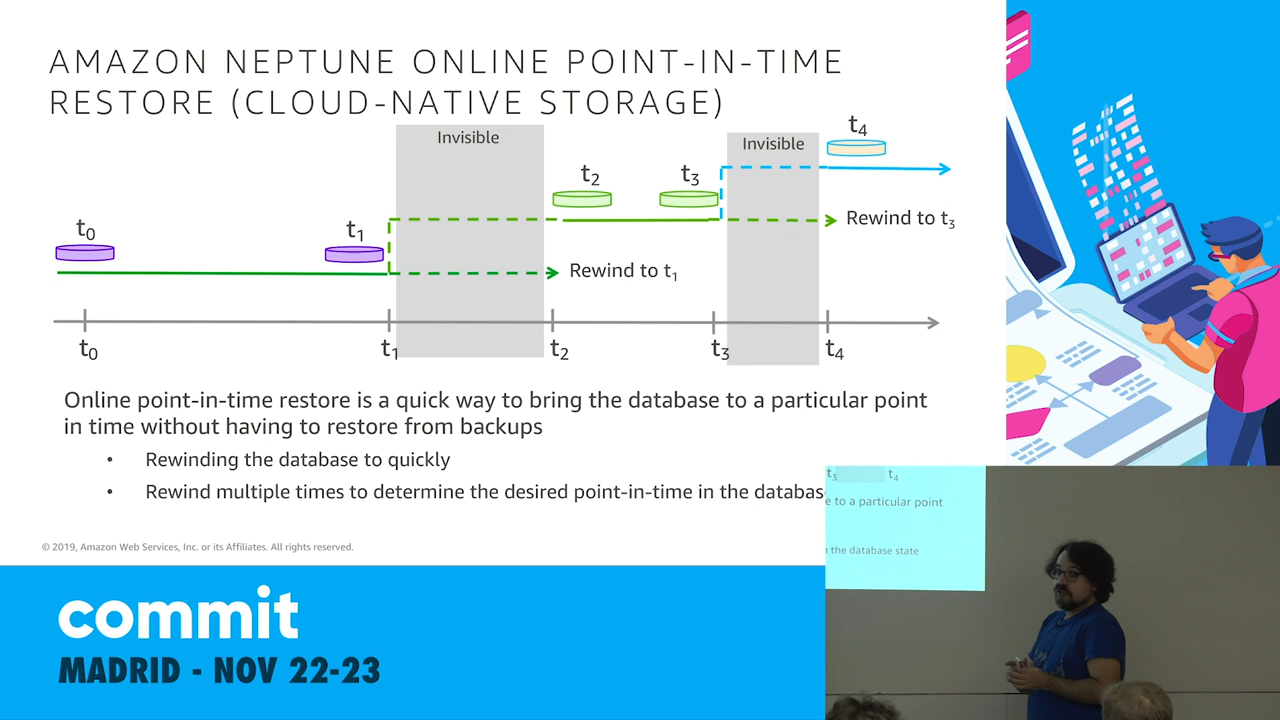 AMAZON NEPTUNE ONLINE POINT-IN-TIME
RESTORE (CLOUD-NATIVE STORAGE)
Invisible
Invisible
t4
t2
t3
t0
t1
Rewind to t3
Rewind to t1
t0
t1
t2
t3
t4
Online point-in-time restore is a quick way to bring the database to a particular point
in time without having to restore from backups
• Rewinding the database to quickly
• Rewind multiple times to determine the desired point-in-time in the databas
© 2019, Amazon Web Services, Inc. or its Affiliates. All rights reserved.
t3
t4
e to a particular point
the database state
commit
MADRID - NOV 22-23